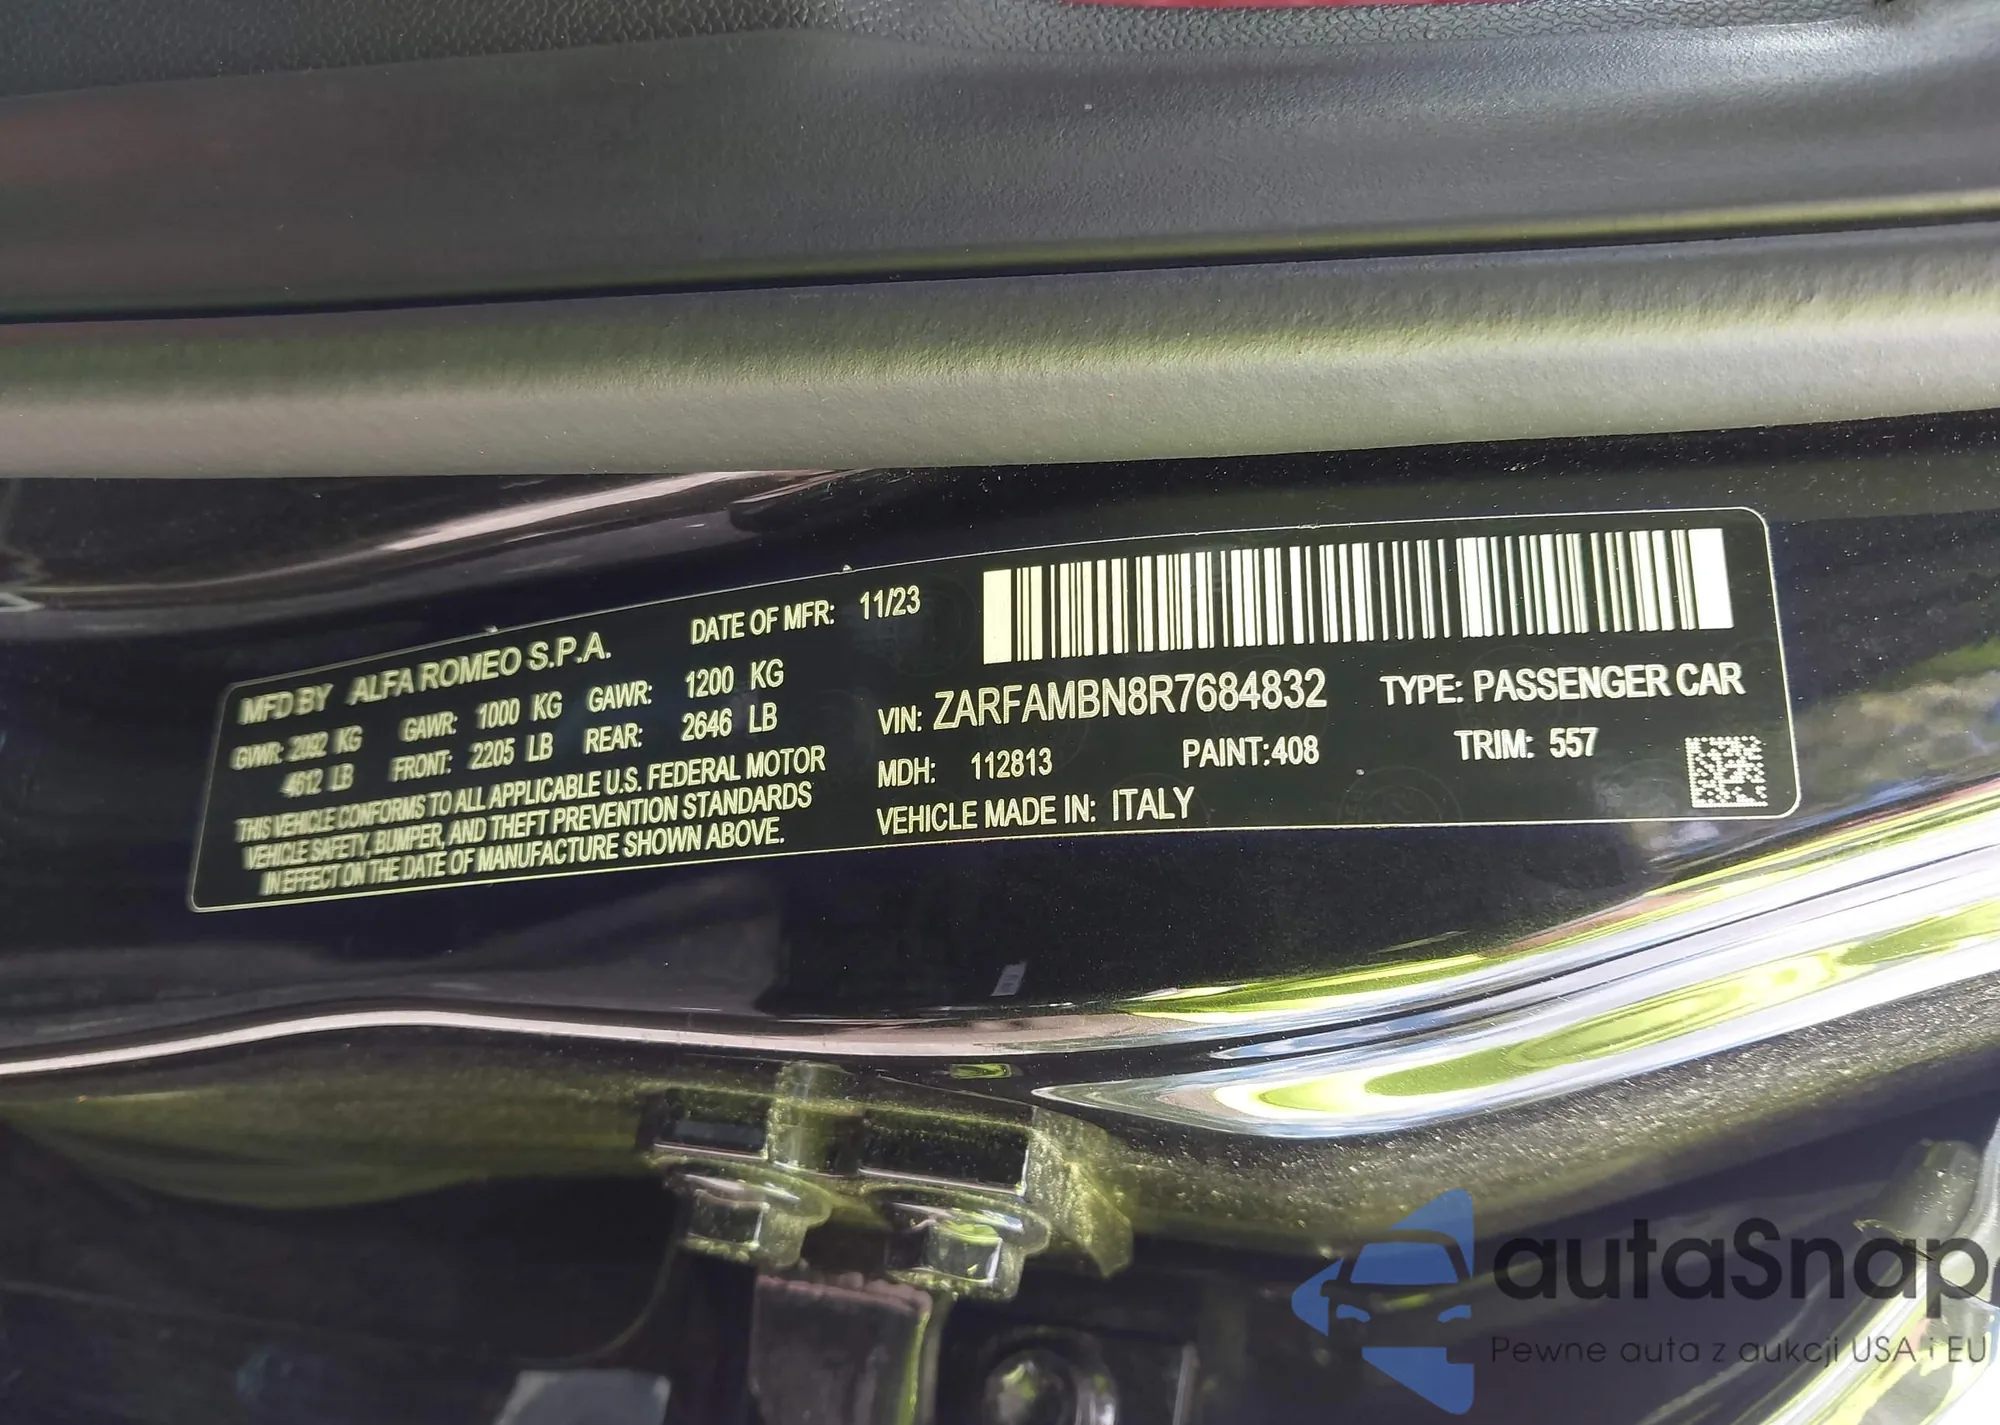 MFD BY ALFA ROMEO S.P.A. DATE OF MFR: 11/23
GVWR: 2092 KG GAWR: 1000 KG GAWR: 1200 KG
4612 LB FRONT: 2205 LB REAR: 2646 LB
THIS VEHICLE CONFORMS TO ALL APPLICABLE U.S. FEDERAL MOTOR
VEHICLE SAFETY, BUMPER, AND THEFT PREVENTION STANDARDS
IN EFFECT ON THE DATE OF MANUFACTURE SHOWN ABOVE.
VIN: ZARFAMBN8R7684832 TYPE: PASSENGER CAR
MDH: 112813 PAINT:408 TRIM: 557
VEHICLE MADE IN: ITALY
autaSnap
Pewne auta z aukcji USA i EU